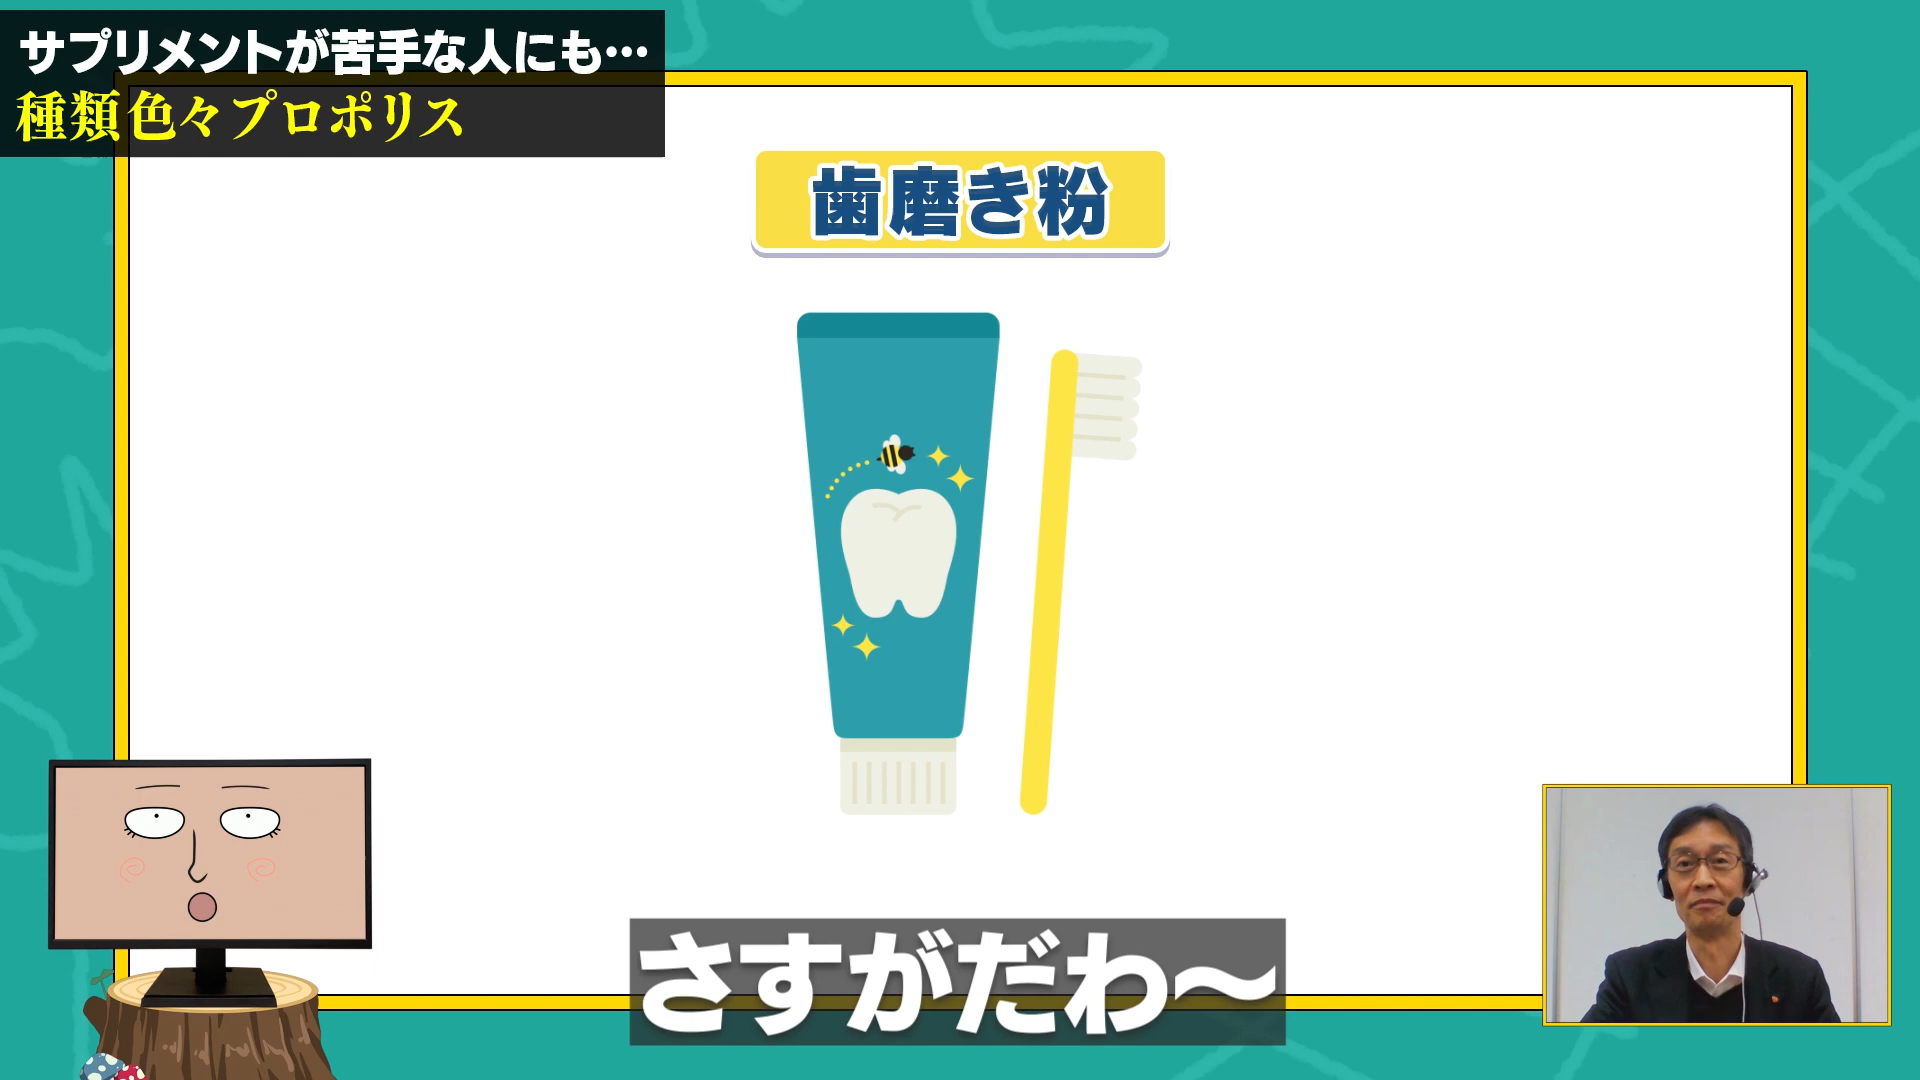 サプリメントが苦手な人にも…
種類色々プロポリス
歯磨き粉
さすがだわ〜